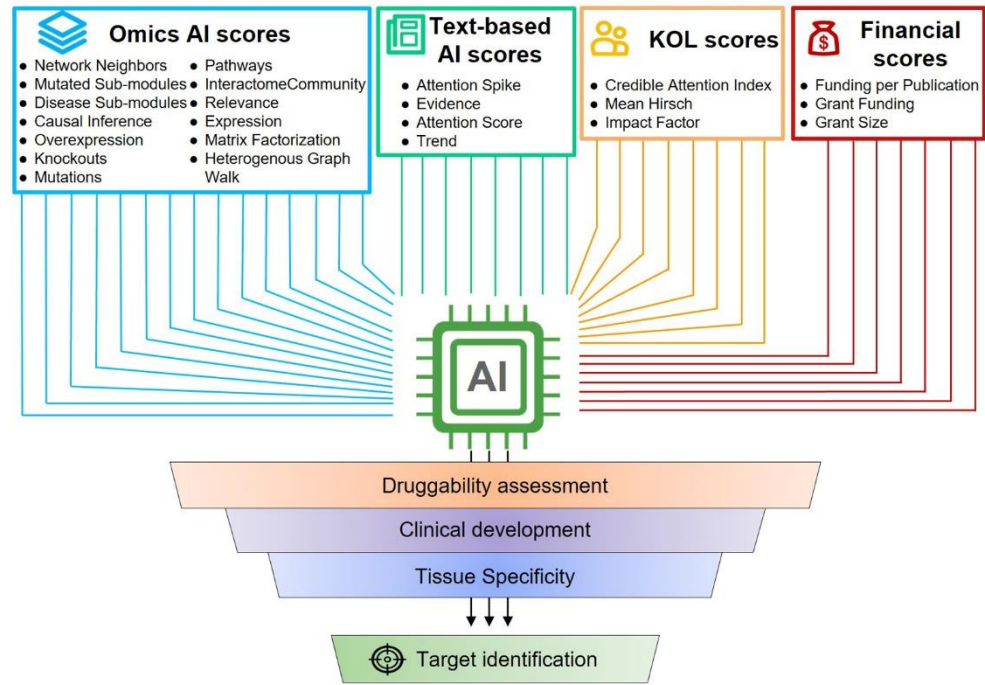 Omics AI scores
● Network Neighbors
● Mutated Sub-modules
● Disease Sub-modules
● Causal Inference
● Overexpression
● Knockouts
● Mutations
● Pathways
● InteractomeCommunity
● Relevance
● Expression
● Matrix Factorization
● Heterogenous Graph
Walk
Text-based
AI scores
● Attention Spike
● Evidence
● Attention Score
● Trend
KOL scores
● Credible Attention Index
● Mean Hirsch
● Impact Factor
$
Financial
scores
● Funding per Publication
● Grant Funding
● Grant Size
AI
Druggability assessment
Clinical development
Tissue Specificity
Target identification